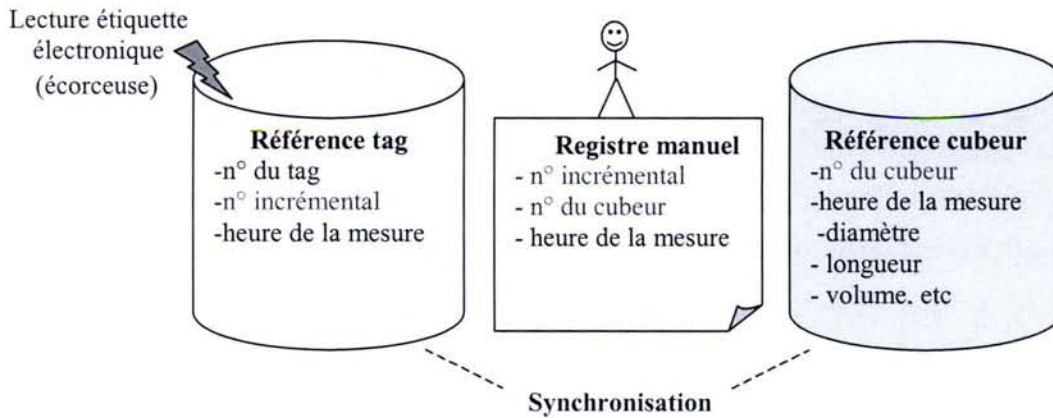 Lecture étiquette
électronique
(écorceuse)
Référence tag
-n° du tag
-n° incrémental
-heure de la mesure
Registre manuel
- n° incrémental
- n° du cubeur
- heure de la mesure
Référence cubeur
-n° du cubeur
-heure de la mesure
-diamètre
- longueur
- volume. etc
Synchronisation